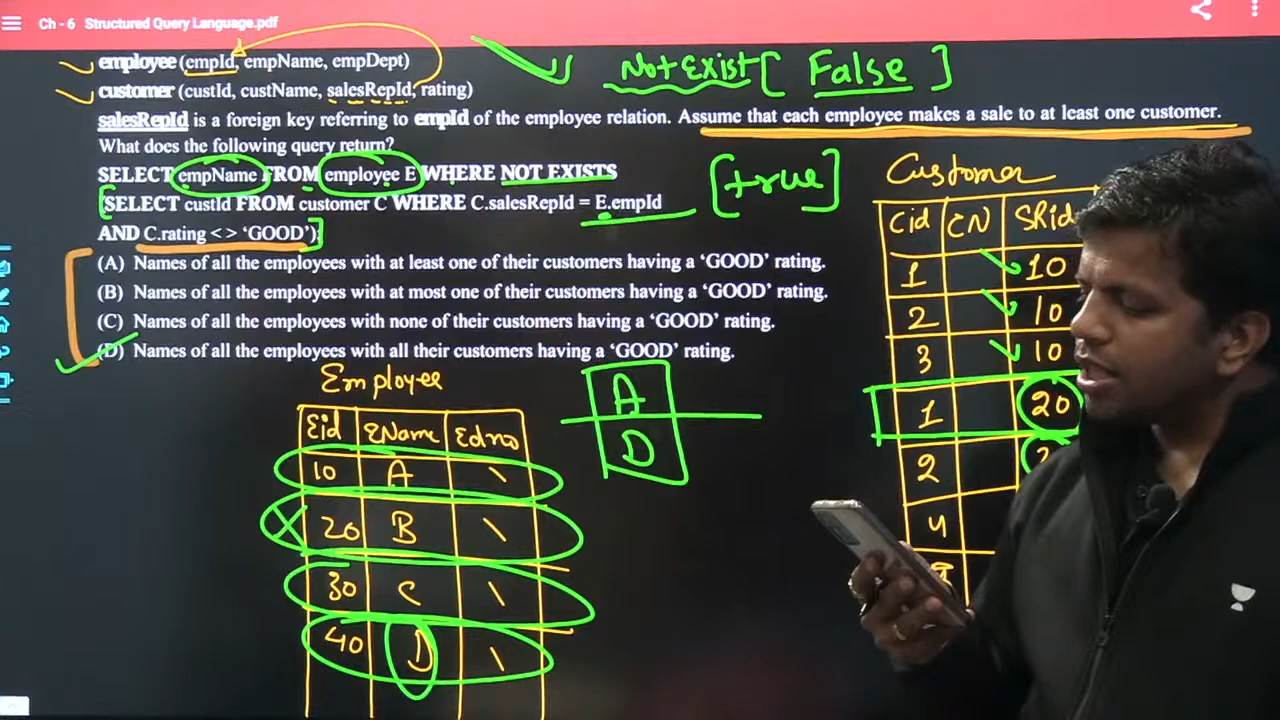 Ch - 6 Structured Query Language.pdf
employee (empId, empName, empDept)
customer (custId, custName, salesRepId, rating)
salesRepId is a foreign key referring to empId of the employee relation. Assume that each employee makes a sale to at least one customer.
What does the following query return?
SELECT empName FROM employee E WHERE NOT EXISTS
(SELECT custId FROM customer C WHERE C.salesRepId = E.empId
AND C.rating < > ‘GOOD’);
(A) Names of all the employees with at least one of their customers having a ‘GOOD’ rating.
(B) Names of all the employees with at most one of their customers having a ‘GOOD’ rating.
(C) Names of all the employees with none of their customers having a ‘GOOD’ rating.
(D) Names of all the employees with all their customers having a ‘GOOD’ rating.
Not Exist [ False ]
[true]
Customer
Cid CN SRid
1 10
2 10
3 10
1 20
2
4
Employee
Eid EName Edno
10 A 1
20 B 1
30 C 1
40 D 1
A
D